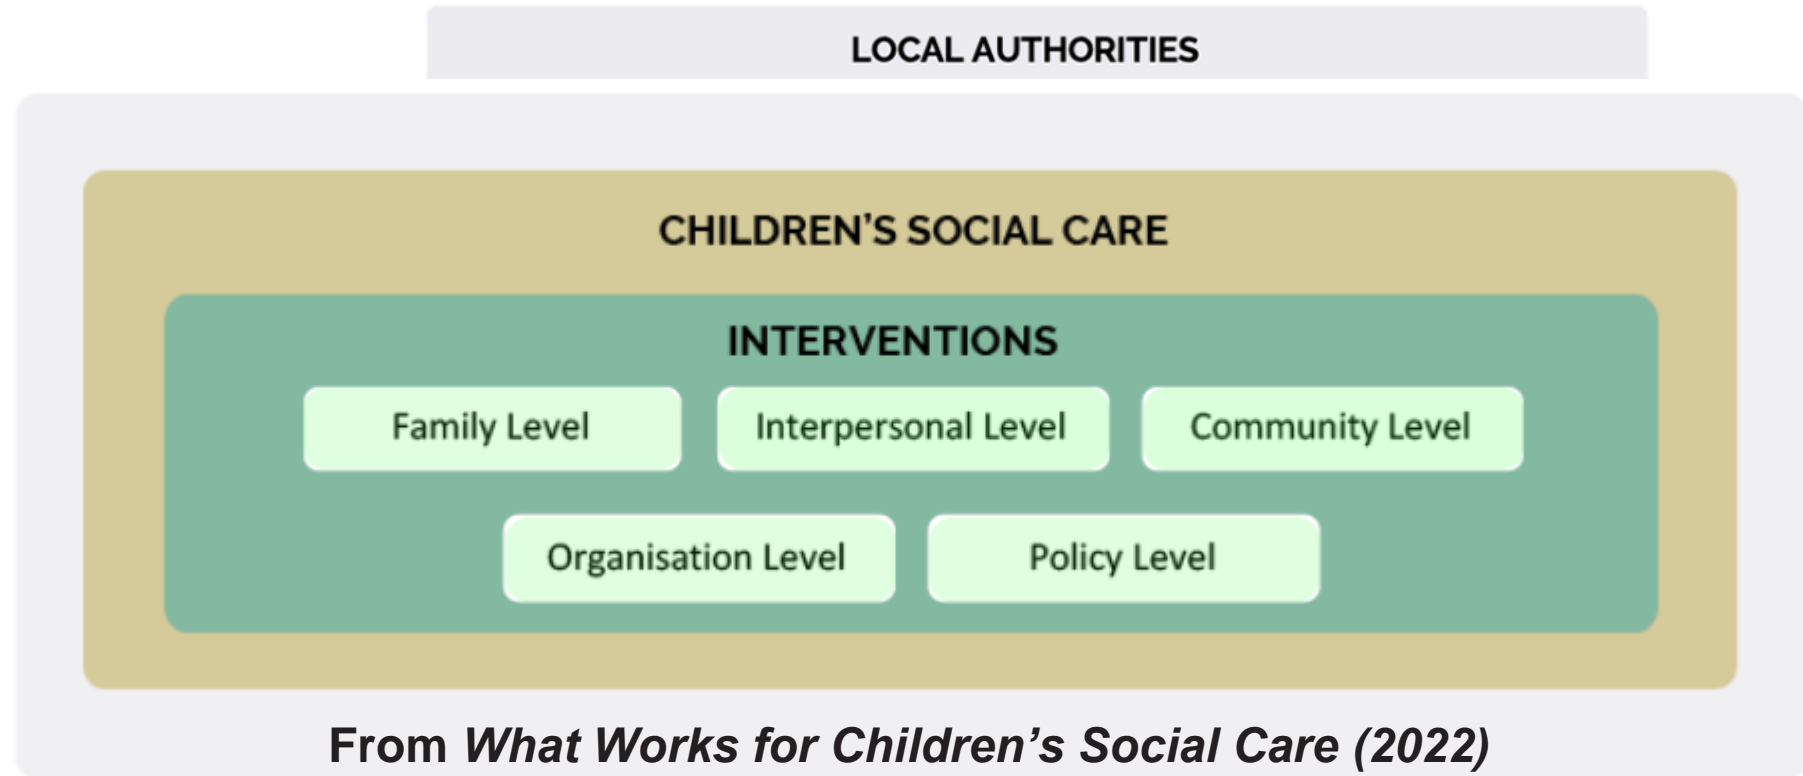 LOCAL AUTHORITIES
CHILDREN’S SOCIAL CARE
INTERVENTIONS
Family Level
Interpersonal Level
Community Level
Organisation Level
Policy Level
From What Works for Children’s Social Care (2022)